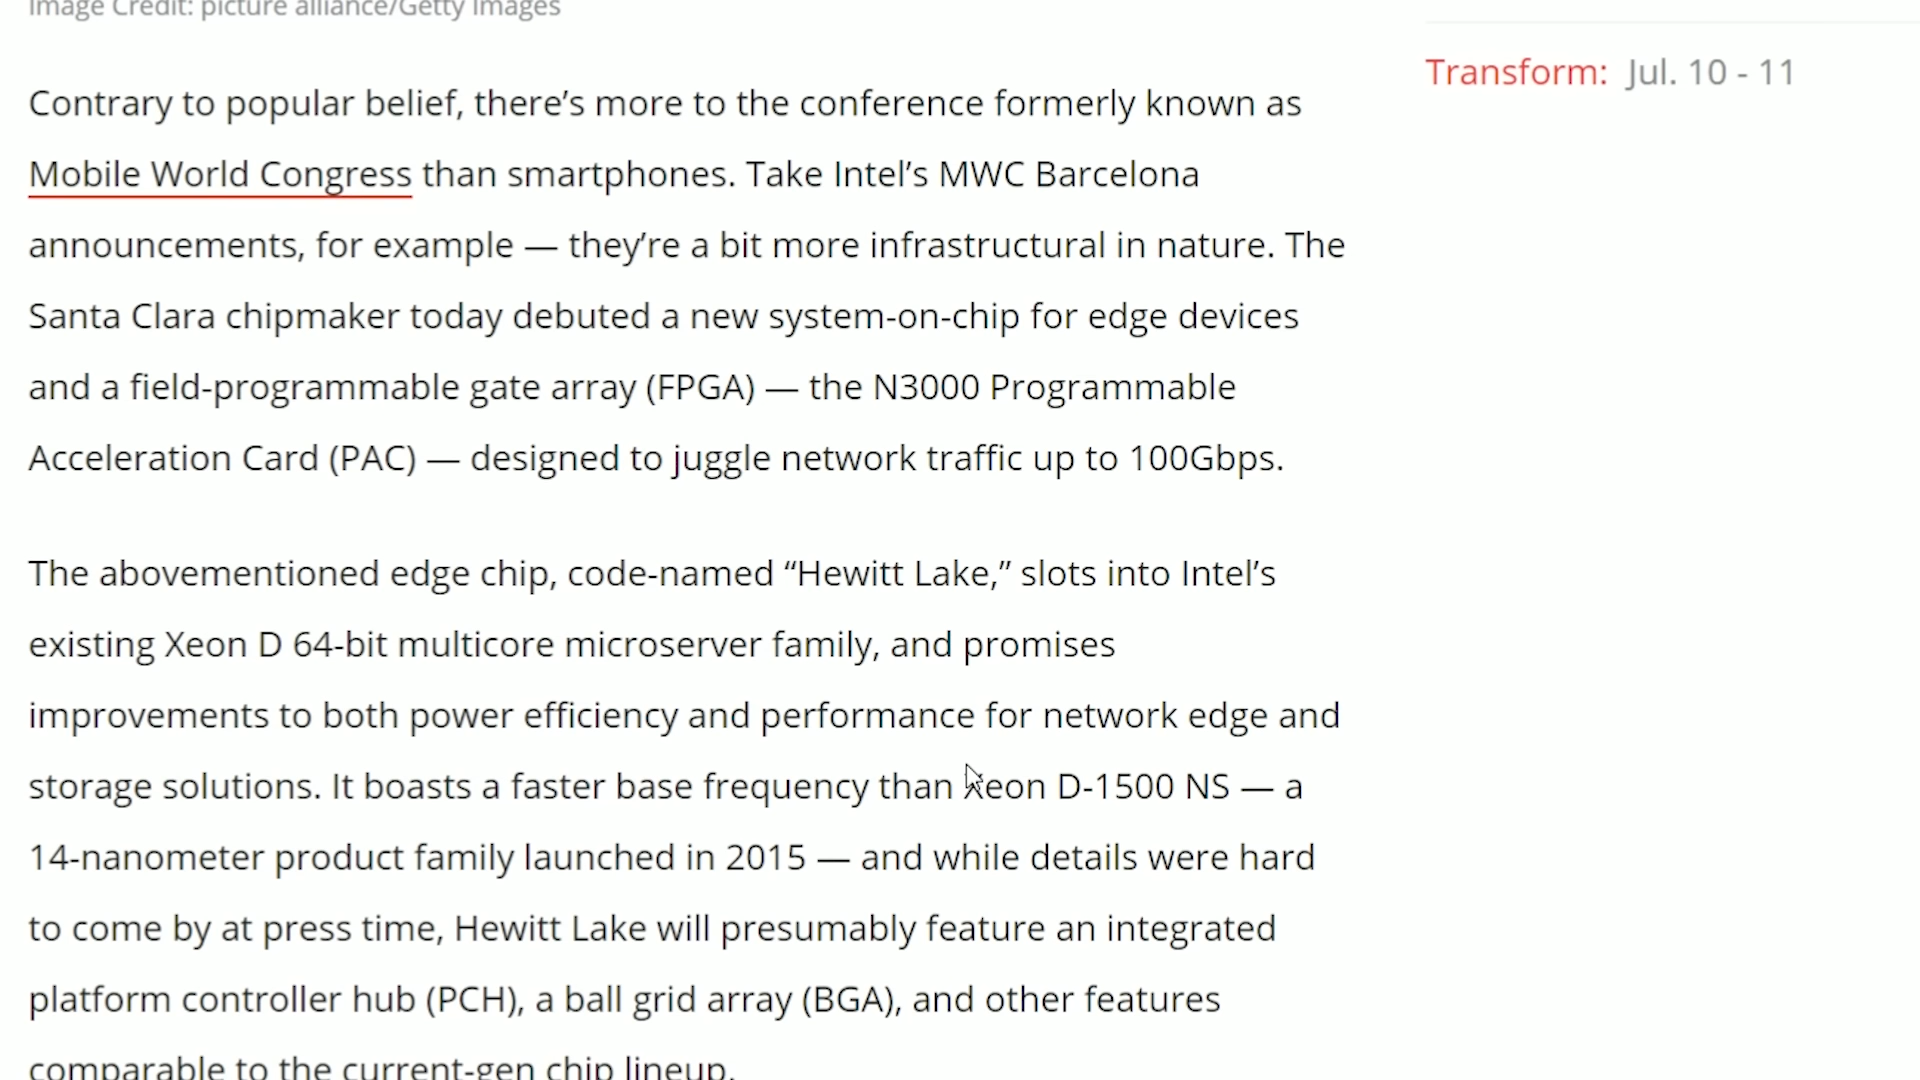 Image Credit: picture alliance/Getty Images
Transform: Jul. 10 - 11
Contrary to popular belief, there’s more to the conference formerly known as
Mobile World Congress than smartphones. Take Intel’s MWC Barcelona
announcements, for example — they’re a bit more infrastructural in nature. The
Santa Clara chipmaker today debuted a new system-on-chip for edge devices
and a field-programmable gate array (FPGA) — the N3000 Programmable
Acceleration Card (PAC) — designed to juggle network traffic up to 100Gbps.
The abovementioned edge chip, code-named “Hewitt Lake,” slots into Intel’s
existing Xeon D 64-bit multicore microserver family, and promises
improvements to both power efficiency and performance for network edge and
storage solutions. It boasts a faster base frequency than Xeon D-1500 NS — a
14-nanometer product family launched in 2015 — and while details were hard
to come by at press time, Hewitt Lake will presumably feature an integrated
platform controller hub (PCH), a ball grid array (BGA), and other features
comparable to the current-gen chip lineup.